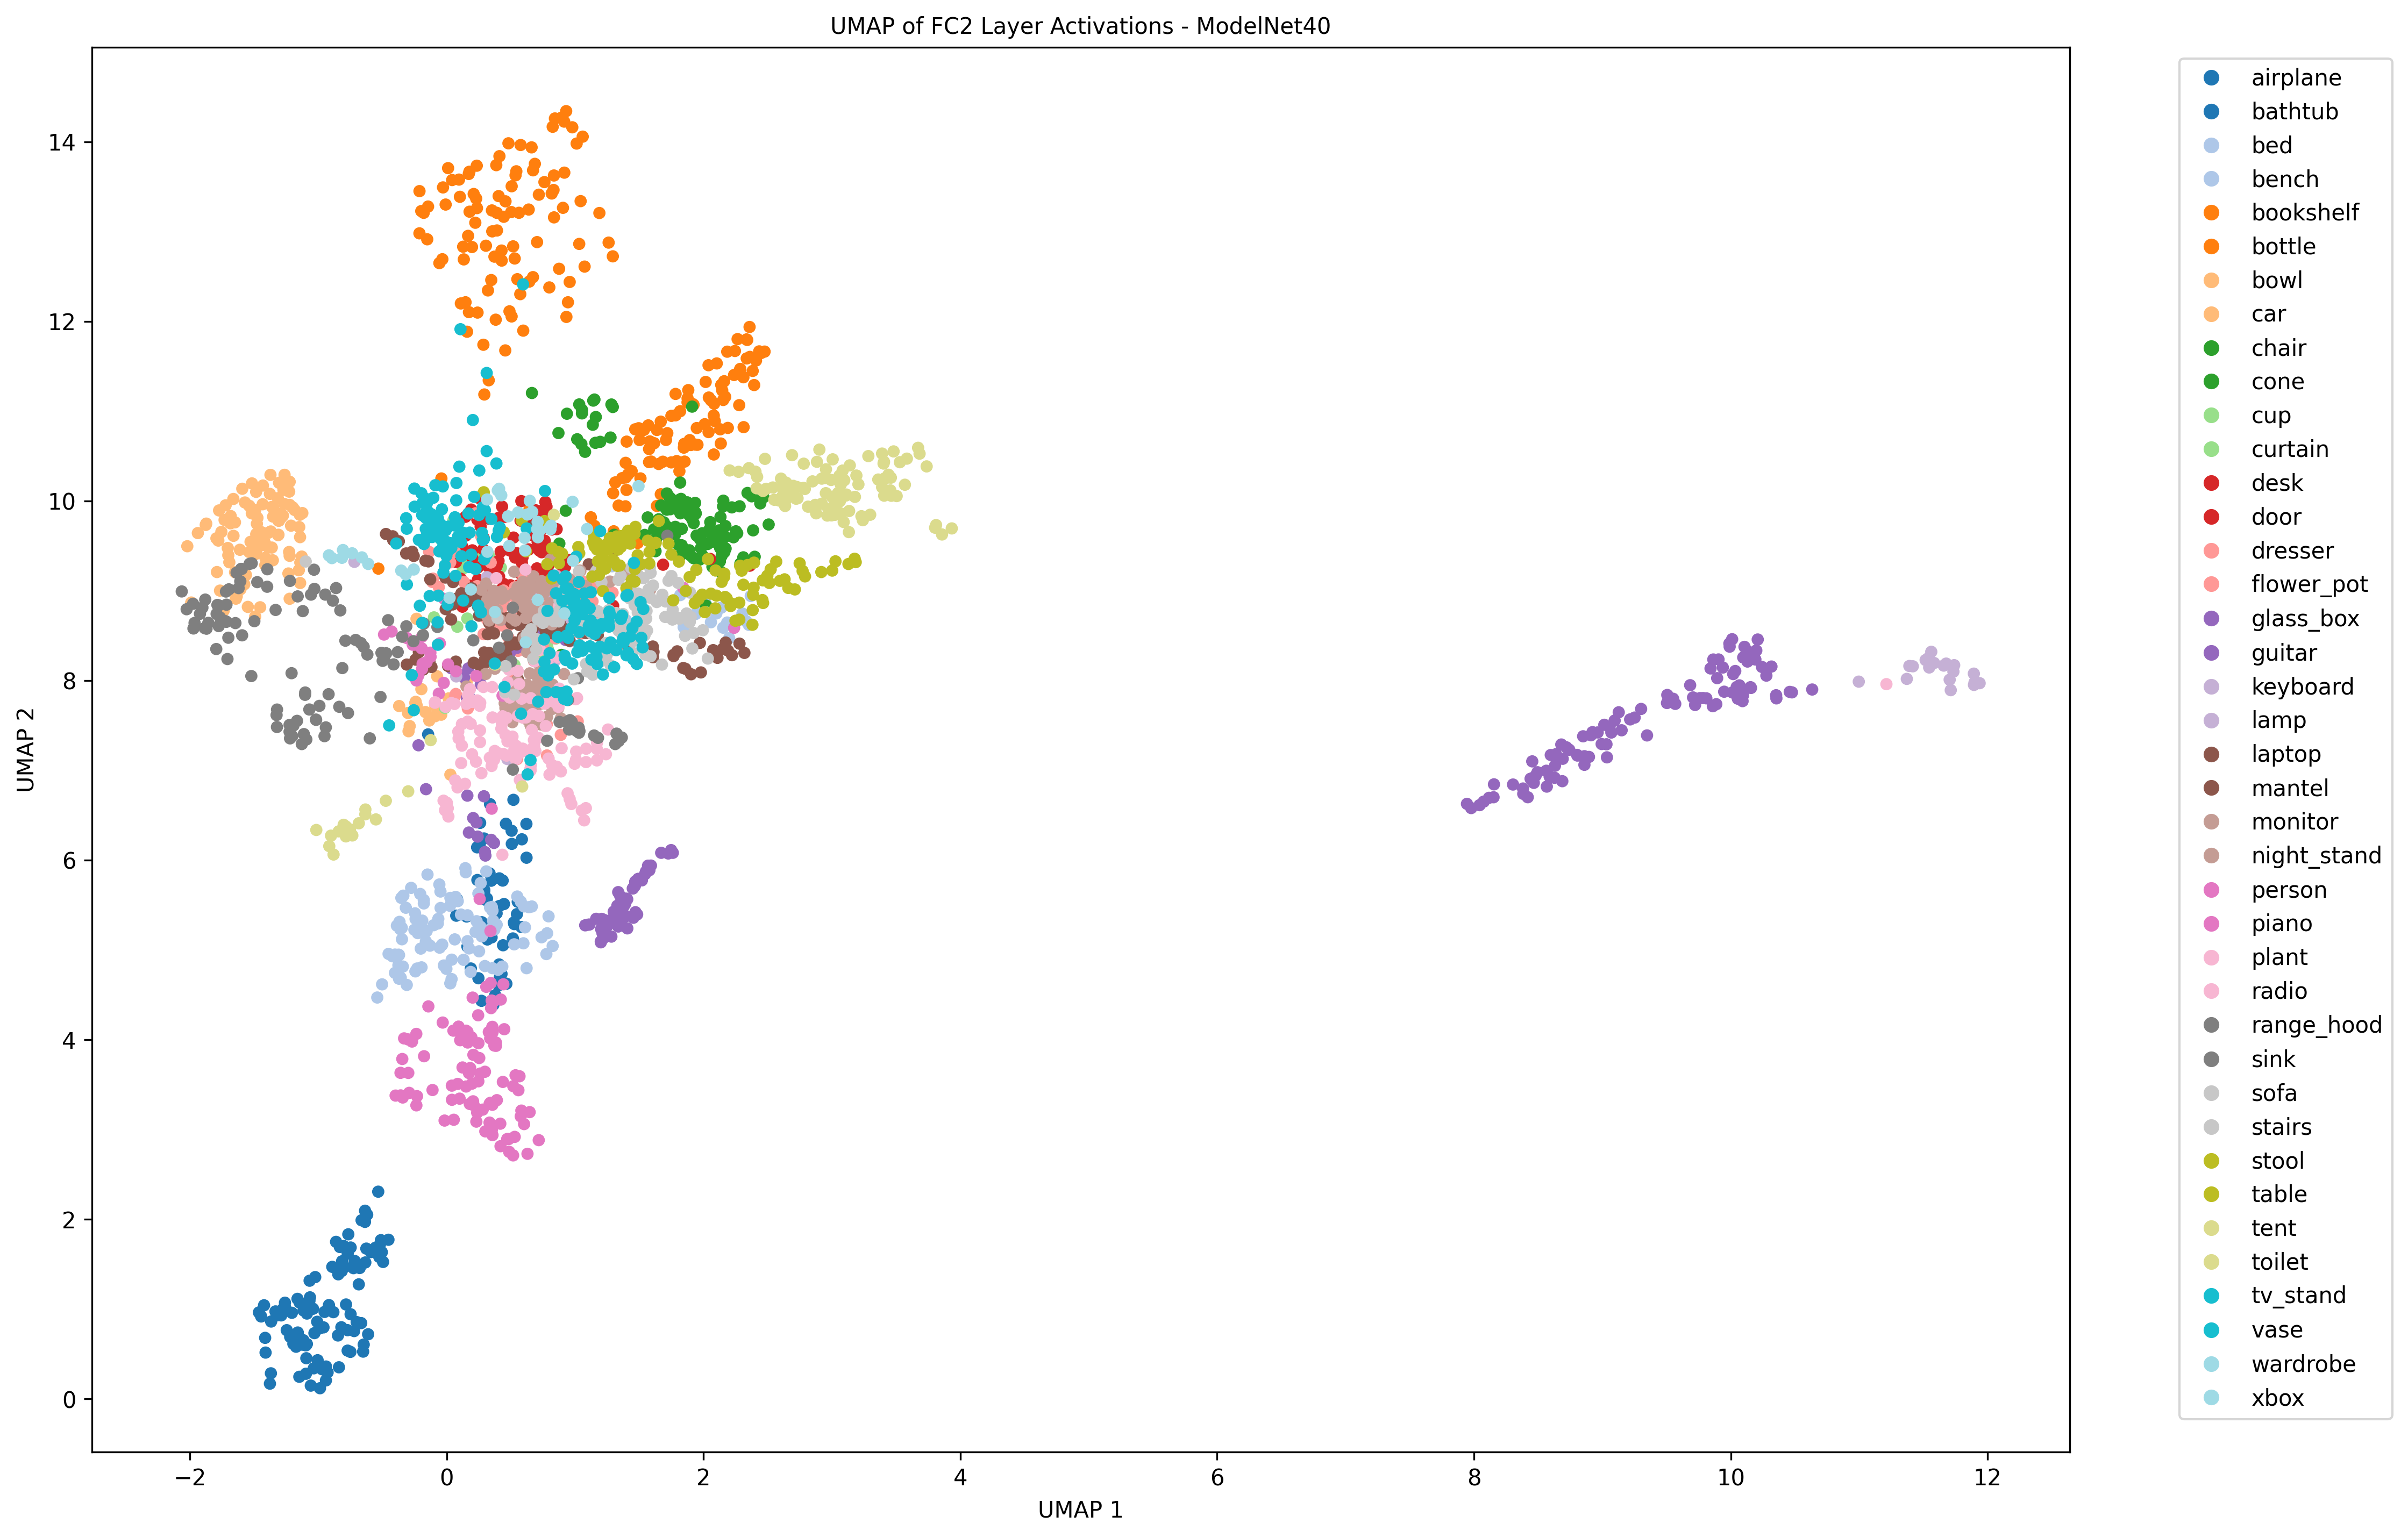 UMAP of FC2 Layer Activations - ModelNet40
UMAP 2
14
12
10
8
6
4
2
0
−2
0
2
4
6
8
10
12
UMAP 1
airplane
bathtub
bed
bench
bookshelf
bottle
bowl
car
chair
cone
cup
curtain
desk
door
dresser
flower_pot
glass_box
guitar
keyboard
lamp
laptop
mantel
monitor
night_stand
person
piano
plant
radio
range_hood
sink
sofa
stairs
stool
table
tent
toilet
tv_stand
vase
wardrobe
xbox